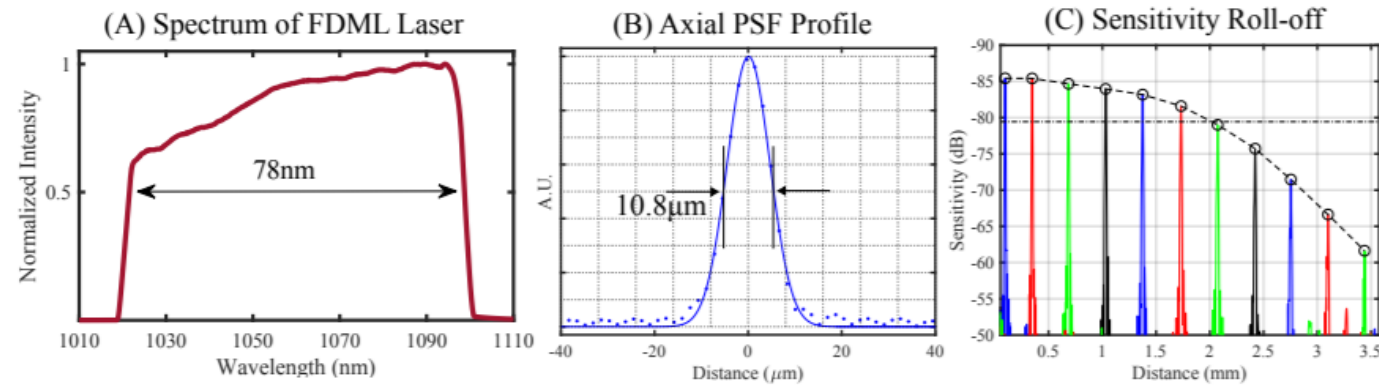 (A) Spectrum of FDML Laser
Normalized Intensity
1
0.5
78nm
1010 1030 1050 1070 1090 1110
Wavelength (nm)
(B) Axial PSF Profile
A.U.
10.8μm
-40 -20 0 20 40
Distance (μm)
(C) Sensitivity Roll-off
Sensitivity (dB)
-90
-85
-80
-75
-70
-65
-60
-55
-50
0.5 1 1.5 2 2.5 3 3.5
Distance (mm)